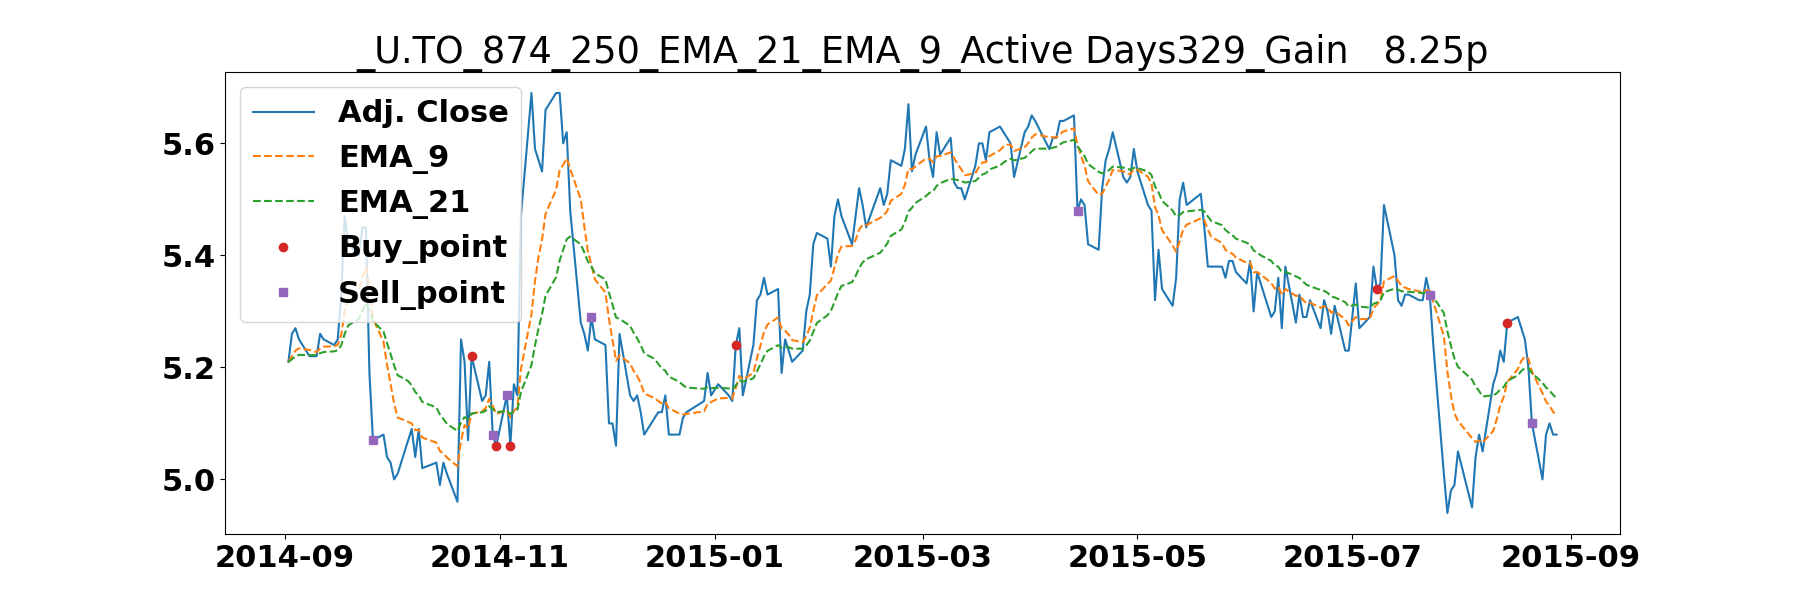 _U.TO_874_250_EMA_21_EMA_9_Active Days329_Gain   8.25p
Adj. Close
EMA_9
EMA_21
Buy_point
Sell_point
5.6
5.4
5.2
5.0
2014-09 2014-11 2015-01 2015-03 2015-05 2015-07 2015-09